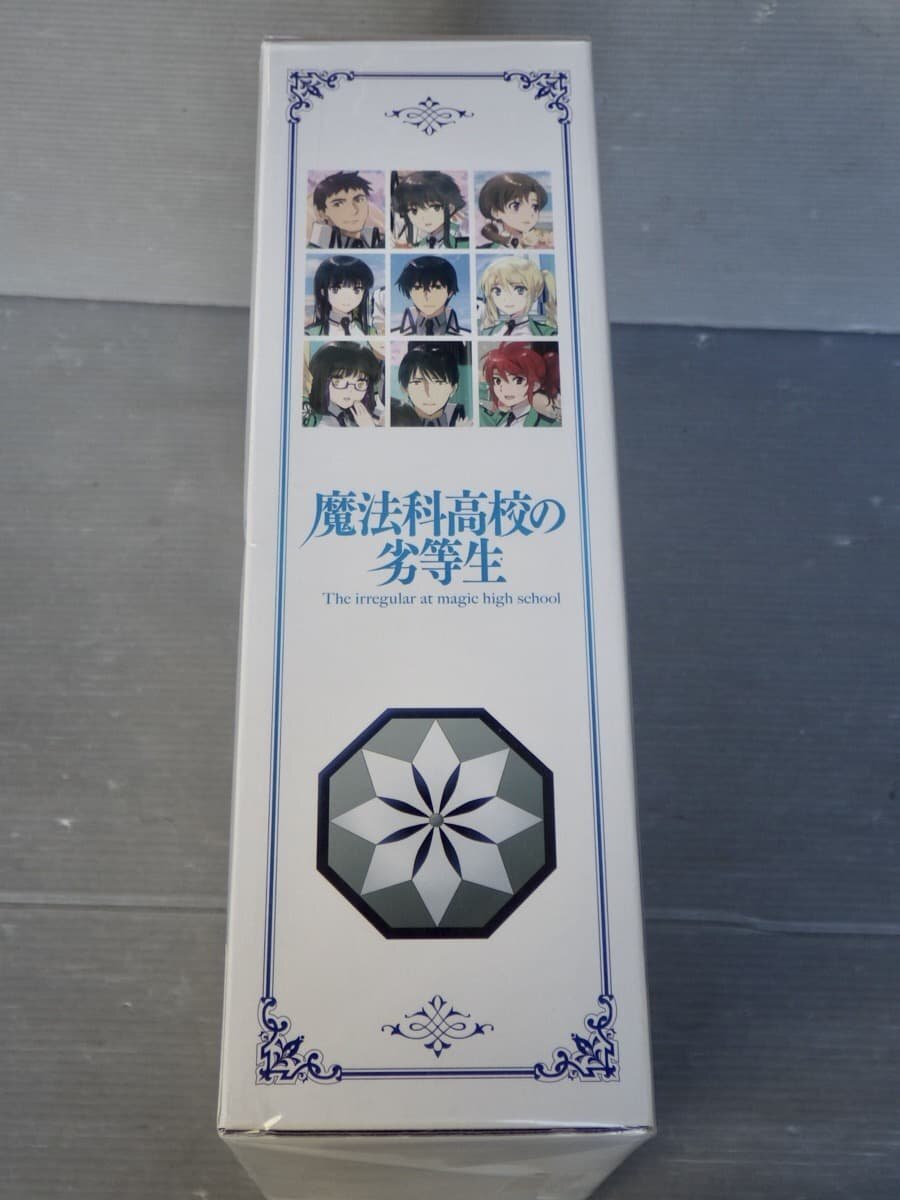 魔法科高校の
劣等生
The irregular at magic high school